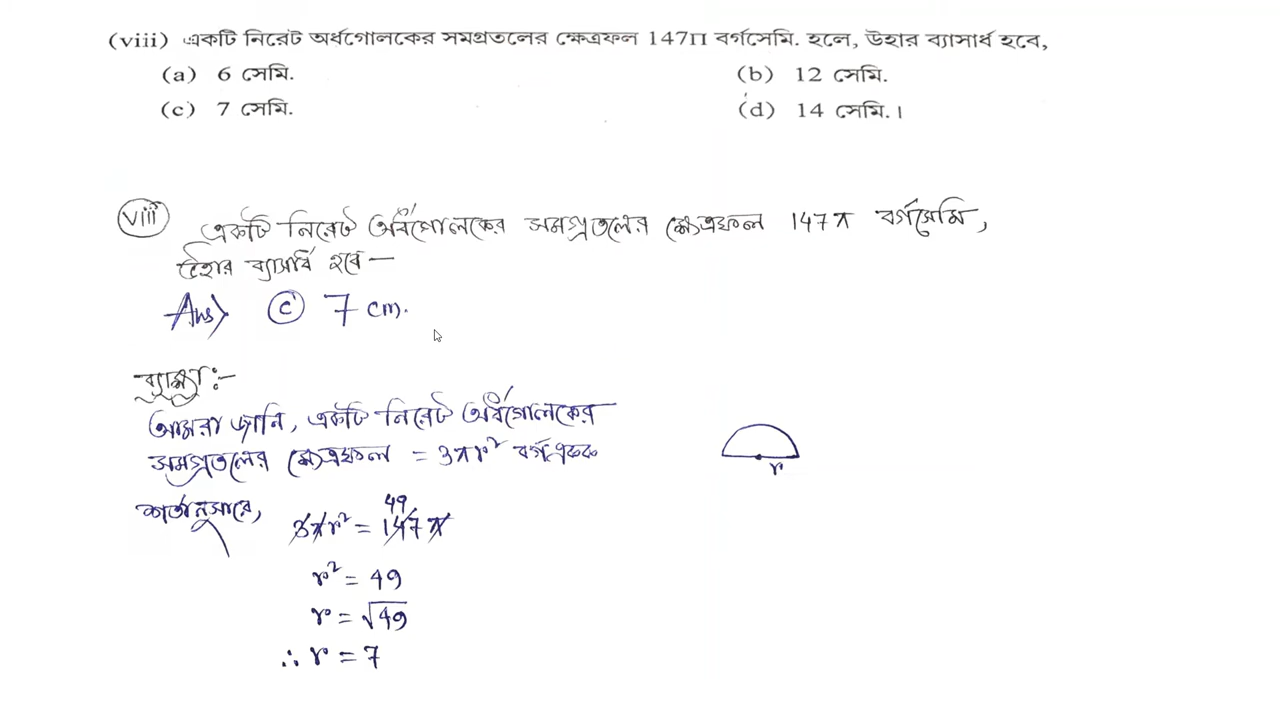 (viii) একটি নিরেট অর্ধগোলকের সমগ্রতলের ক্ষেত্রফল 147Π বর্গসেমি. হলে, উহার ব্যাসার্ধ হবে,
(a) 6 সেমি. (b) 12 সেমি.
(c) 7 সেমি. (d) 14 সেমি.।
(viii) একটি নিরেট অর্ধগোলকের সমগ্রতলের ক্ষেত্রফল 147π বর্গসেমি,
উহার ব্যাসার্ধ হবে —
Ans> (c) 7 cm.
ব্যাখ্যা :-
আমরা জানি, একটি নিরেট অর্ধগোলকের
সমগ্রতলের ক্ষেত্রফল = 3πr² বর্গএকক
r
শর্তানুসারে,
49
3πr² = 147π
r² = 49
r = √49
∴ r = 7